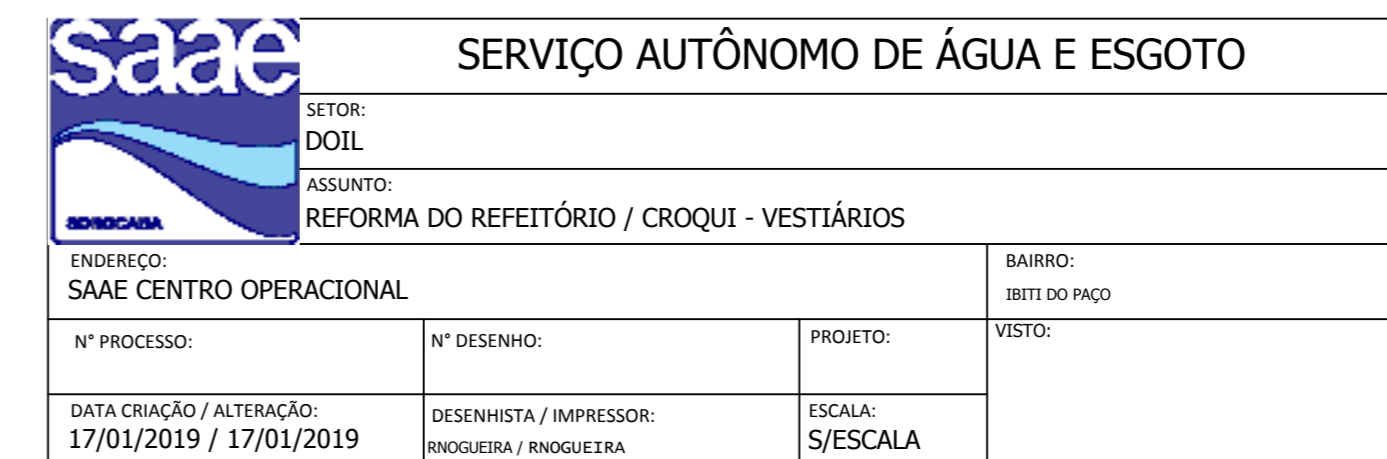 saae
SOROCABA
SERVIÇO AUTÔNOMO DE ÁGUA E ESGOTO
SETOR:
DOIL
ASSUNTO:
REFORMA DO REFEITÓRIO / CROQUI - VESTIÁRIOS
ENDEREÇO:
SAAE CENTRO OPERACIONAL
BAIRRO:
IBITI DO PAÇO
N° PROCESSO:
N° DESENHO:
PROJETO:
VISTO:
DATA CRIAÇÃO / ALTERAÇÃO:
17/01/2019 / 17/01/2019
DESENHISTA / IMPRESSOR:
RNOGUEIRA / RNOGUEIRA
ESCALA:
S/ESCALA